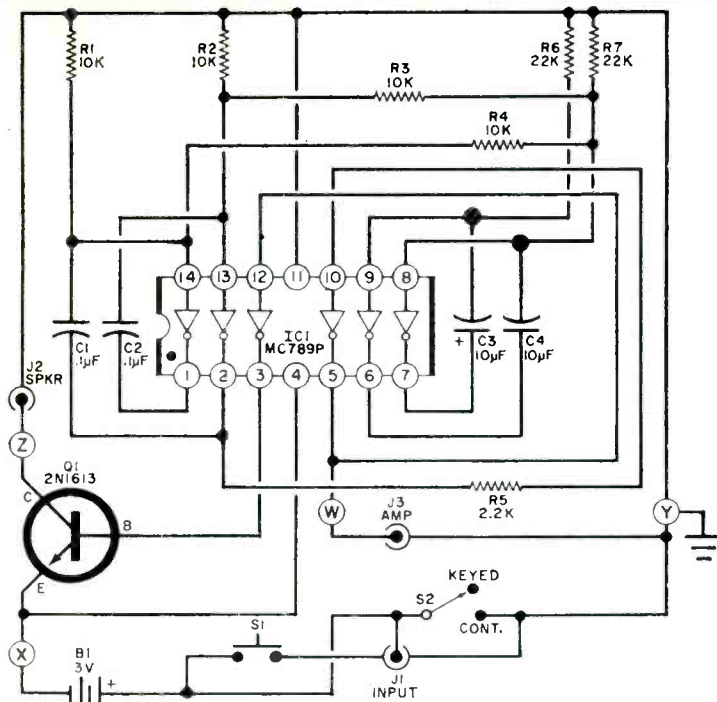 R1
10K
R2
10K
R6
22K
R7
22K
R3
10K
R4
10K
14
13
12
11
10
9
8
IC1
MC789P
1
2
3
4
5
6
7
C1
.1µF
C2
.1µF
+
C3
10µF
C4
10µF
J2
SPKR
Z
Q1
2N1613
C
B
E
R5
2.2K
W
J3
AMP
Y
KEYED
S2
CONT.
X
B1
3V
+
S1
J1
INPUT